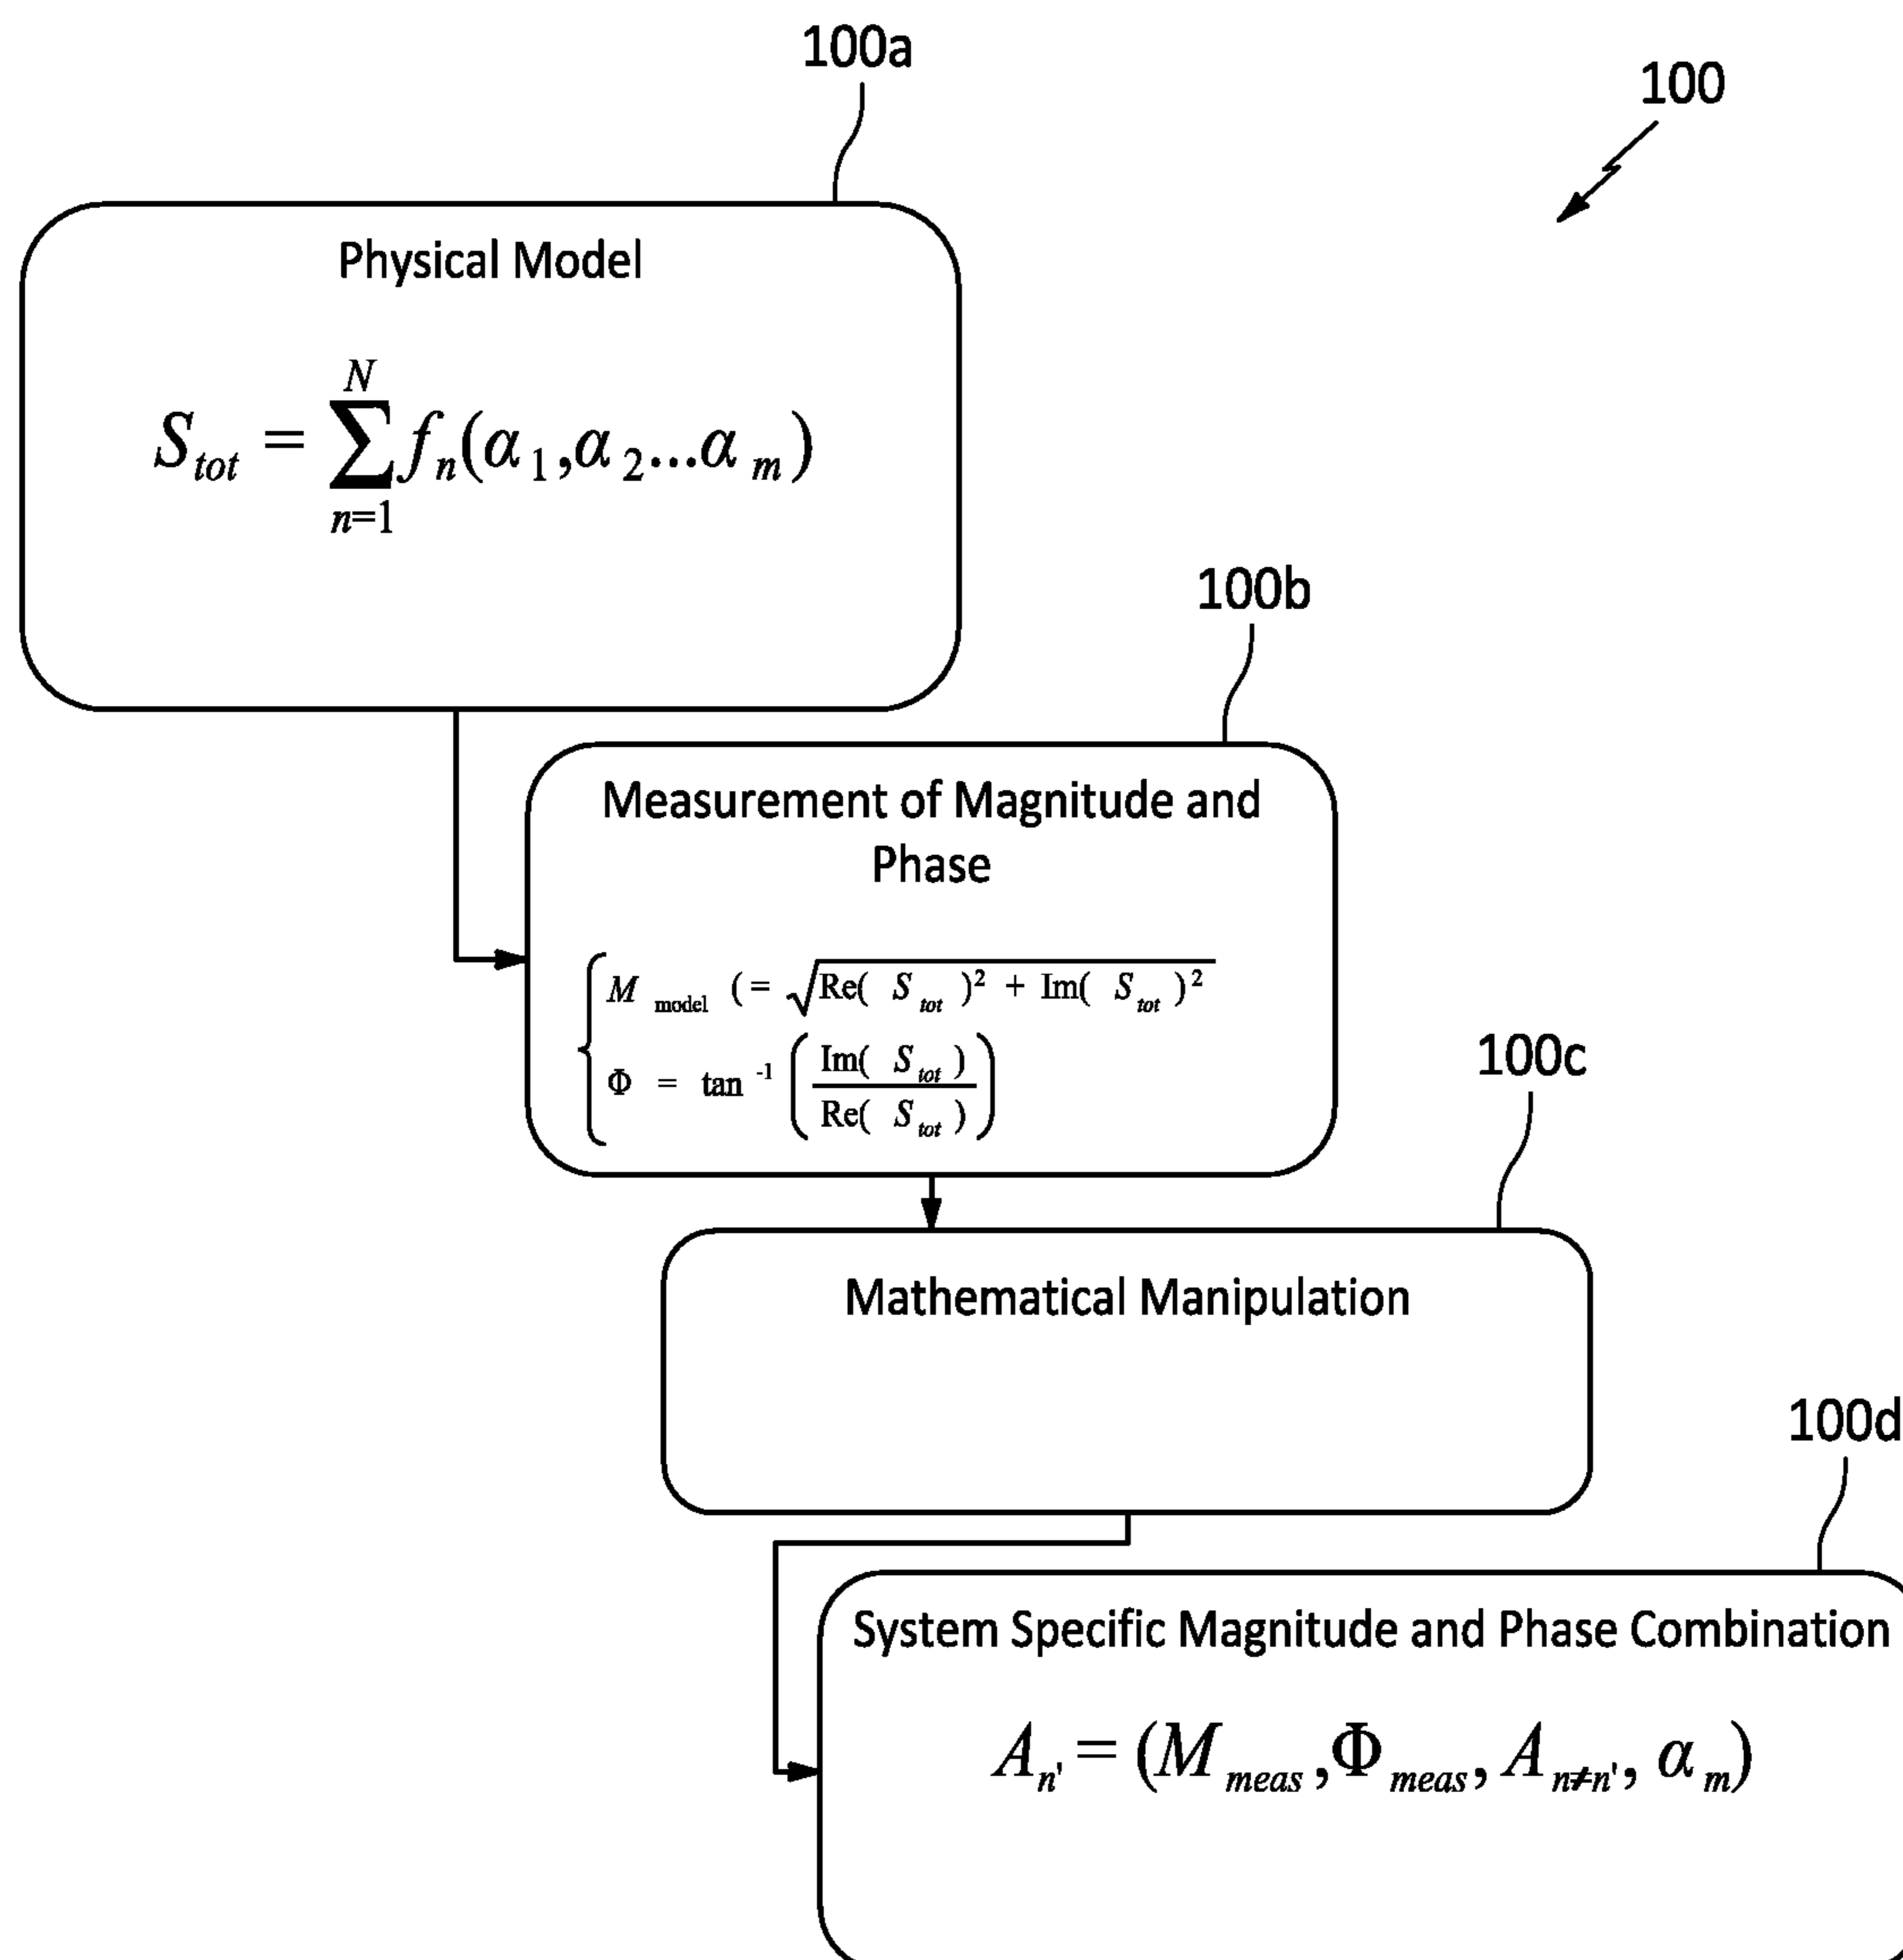 100a
100
Physical Model
S_tot = ∑_{n=1}^{N} f_n(α_1,α_2...α_m)
100b
Measurement of Magnitude and
Phase
M_model (= √(Re( S_tot )² + Im( S_tot )²
Φ = tan⁻¹ (Im( S_tot ) / Re( S_tot ))
100c
Mathematical Manipulation
100d
System Specific Magnitude and Phase Combination
A_n' = (M_meas,Φ_meas, A_n≠n', α_m)